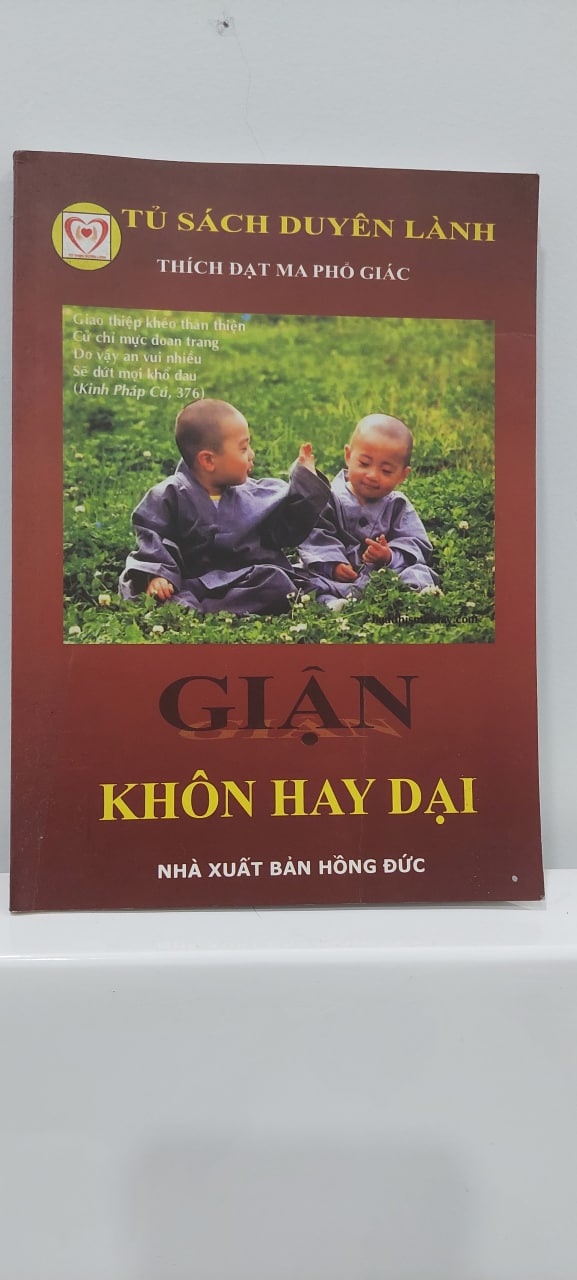 TỦ SÁCH DUYÊN LÀNH
THÍCH ĐẠT MA PHỔ GIÁC
Giao thiệp khéo thân thiện
Cử chỉ mực đoan trang
Do vậy an vui nhiều
Sẽ dứt mọi khổ đau
(Kinh Pháp Cú, 376)
GIẬN
KHÔN HAY DẠI
NHÀ XUẤT BẢN HỒNG ĐỨC